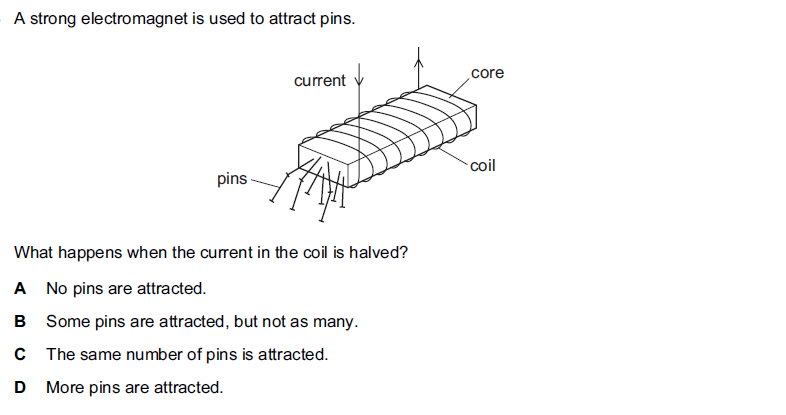 A strong electromagnet is used to attract pins.
current
core
coil
pins
What happens when the current in the coil is halved?
A No pins are attracted.
B Some pins are attracted, but not as many.
C The same number of pins is attracted.
D More pins are attracted.